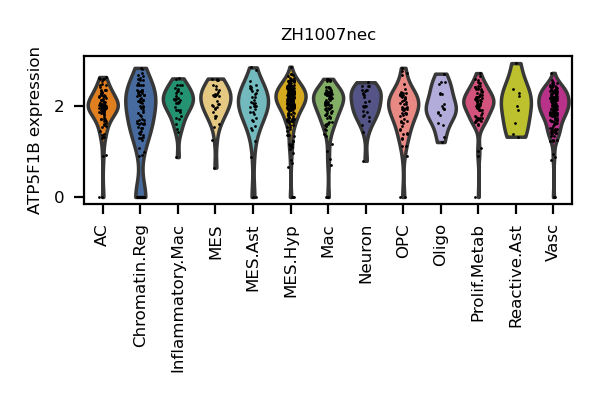 ZH1007nec
ATP5F1B expression
2
0
AC
Chromatin.Reg
Inflammatory.Mac
MES
MES.Ast
MES.Hyp
Mac
Neuron
OPC
Oligo
Prolif.Metab
Reactive.Ast
Vasc